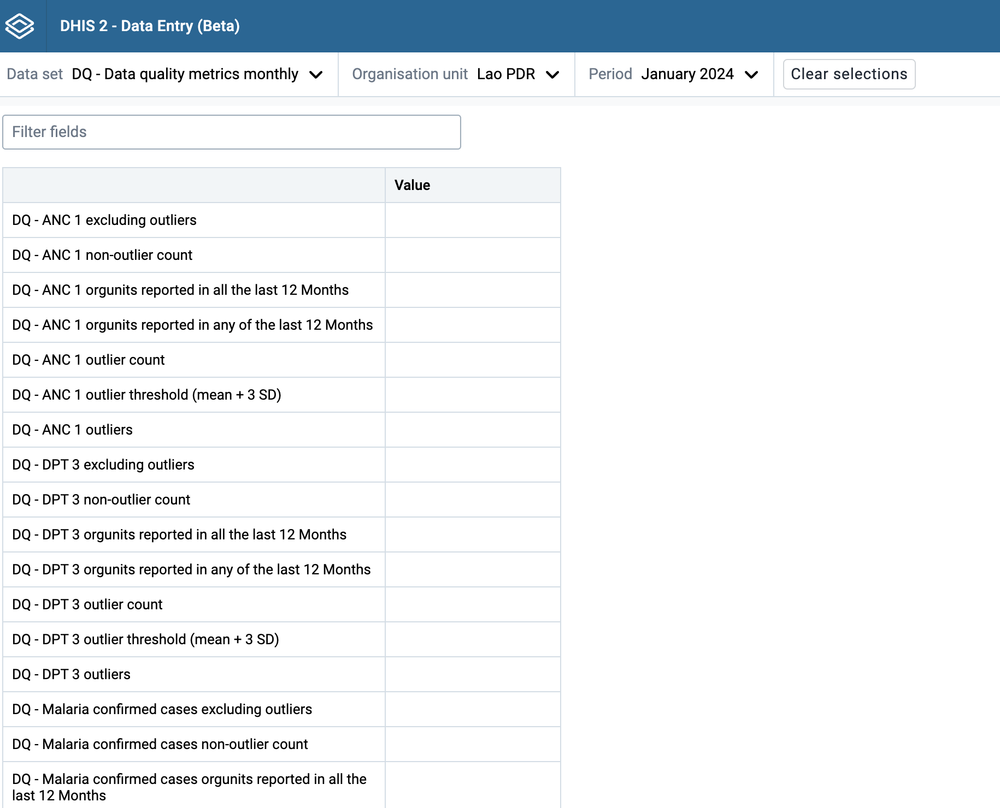 DHIS 2 - Data Entry (Beta)
Data set DQ - Data quality metrics monthly Organisation unit Lao PDR Period January 2024 Clear selections
Filter fields
Value
DQ - ANC 1 excluding outliers
DQ - ANC 1 non-outlier count
DQ - ANC 1 orgunits reported in all the last 12 Months
DQ - ANC 1 orgunits reported in any of the last 12 Months
DQ - ANC 1 outlier count
DQ - ANC 1 outlier threshold (mean + 3 SD)
DQ - ANC 1 outliers
DQ - DPT 3 excluding outliers
DQ - DPT 3 non-outlier count
DQ - DPT 3 orgunits reported in all the last 12 Months
DQ - DPT 3 orgunits reported in any of the last 12 Months
DQ - DPT 3 outlier count
DQ - DPT 3 outlier threshold (mean + 3 SD)
DQ - DPT 3 outliers
DQ - Malaria confirmed cases excluding outliers
DQ - Malaria confirmed cases non-outlier count
DQ - Malaria confirmed cases orgunits reported in all the
last 12 Months